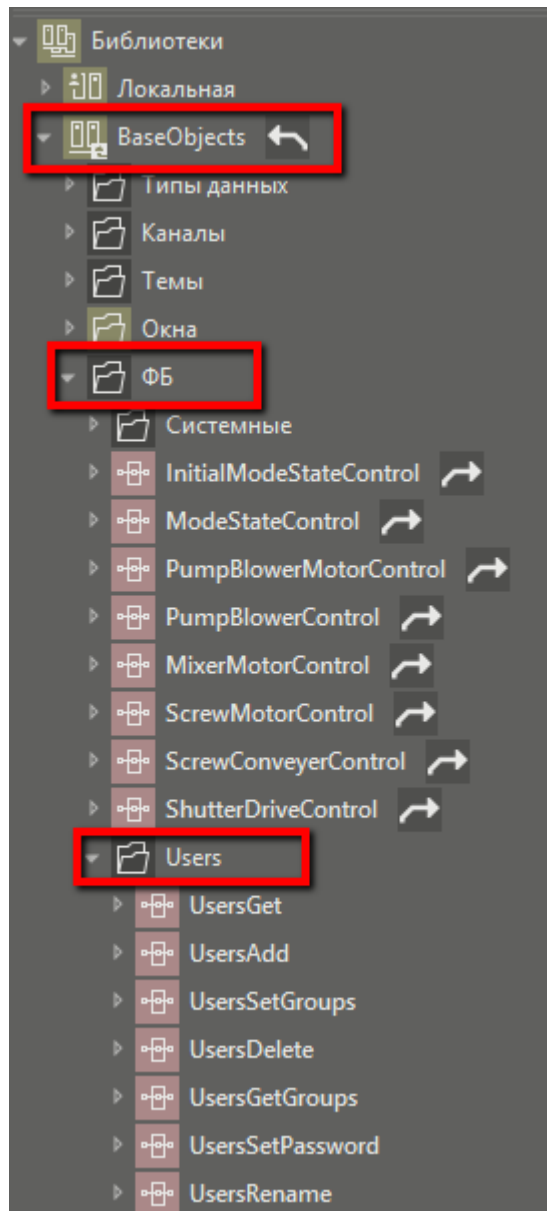 Библиотеки
Локальная
BaseObjects
Типы данных
Каналы
Темы
Окна
ФБ
Системные
InitialModeStateControl
ModeStateControl
PumpBlowerMotorControl
PumpBlowerControl
MixerMotorControl
ScrewMotorControl
ScrewConveyerControl
ShutterDriveControl
Users
UsersGet
UsersAdd
UsersSetGroups
UsersDelete
UsersGetGroups
UsersSetPassword
UsersRename